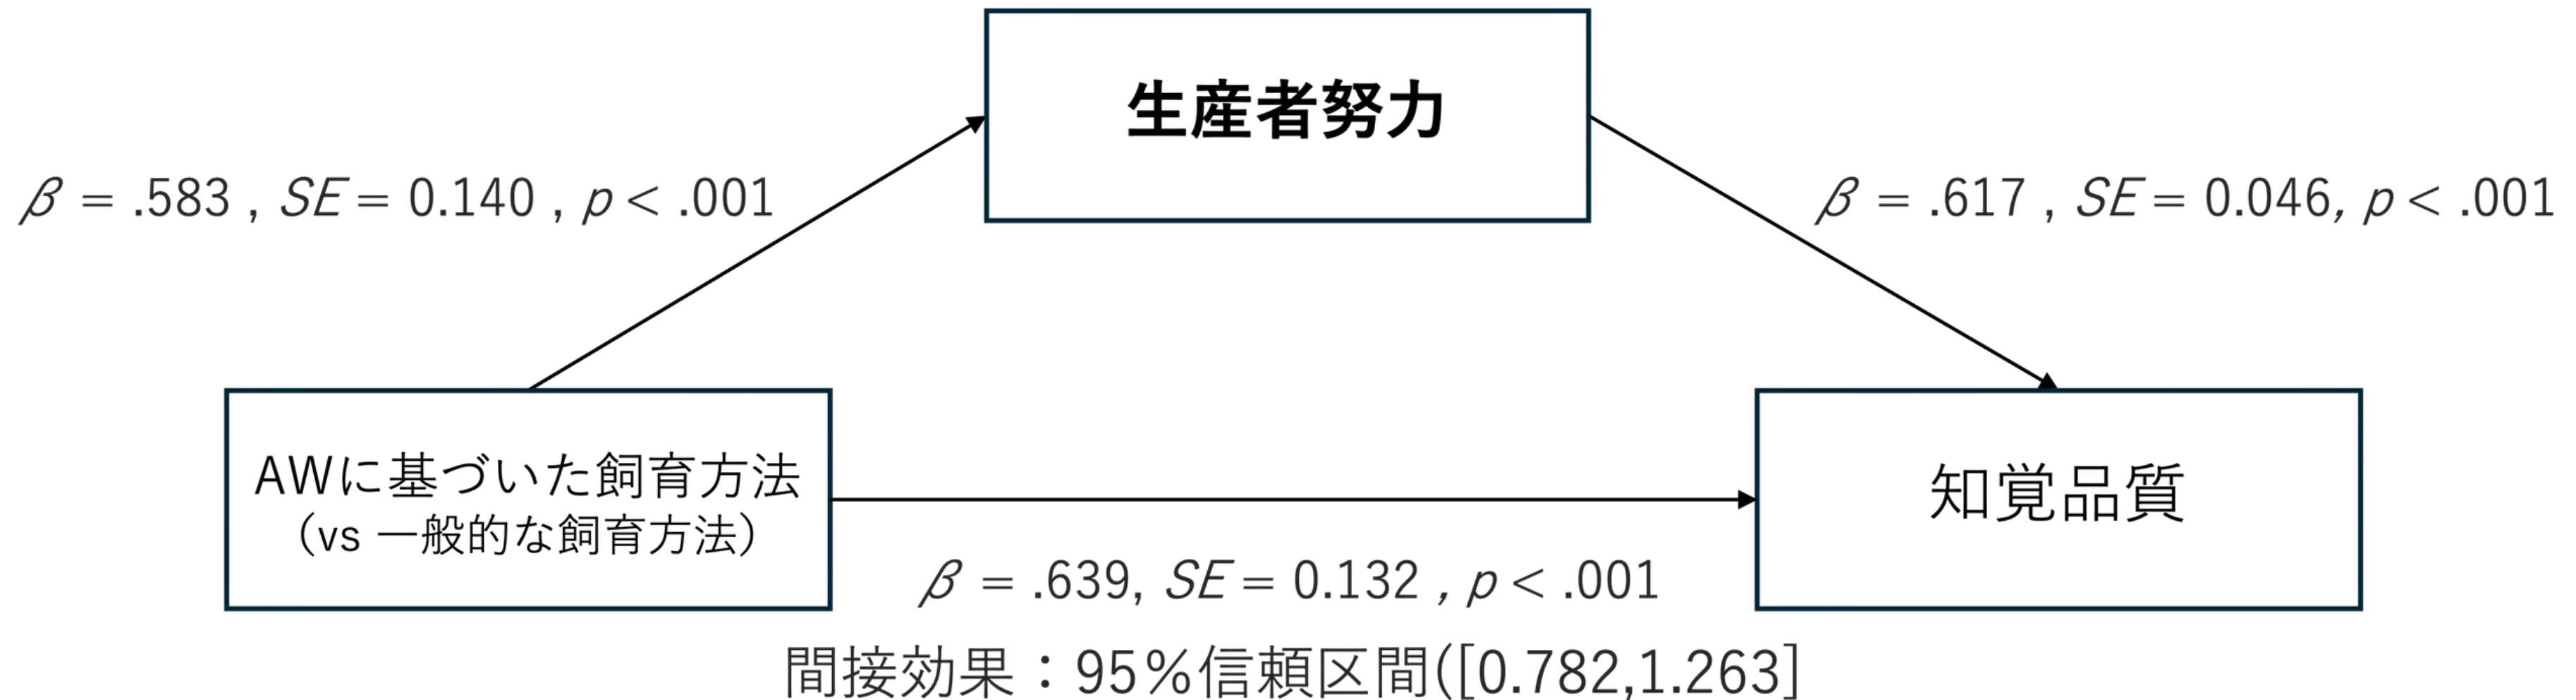 生産者努力
β = .583 , SE = 0.140 , p < .001
β = .617 , SE = 0.046, p < .001
AWに基づいた飼育方法
（vs 一般的な飼育方法）
知覚品質
β = .639, SE = 0.132 , p < .001
間接効果：95％信頼区間([0.782,1.263]